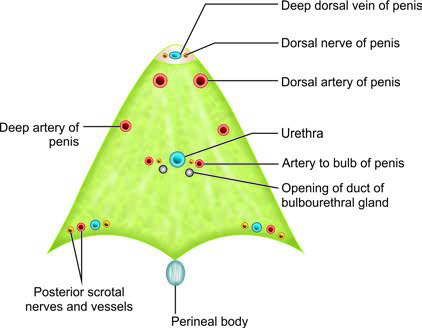 Deep dorsal vein of penis
Dorsal nerve of penis
Dorsal artery of penis
Deep artery of
penis
Urethra
Artery to bulb of penis
Opening of duct of
bulbourethral gland
Posterior scrotal
nerves and vessels
Perineal body